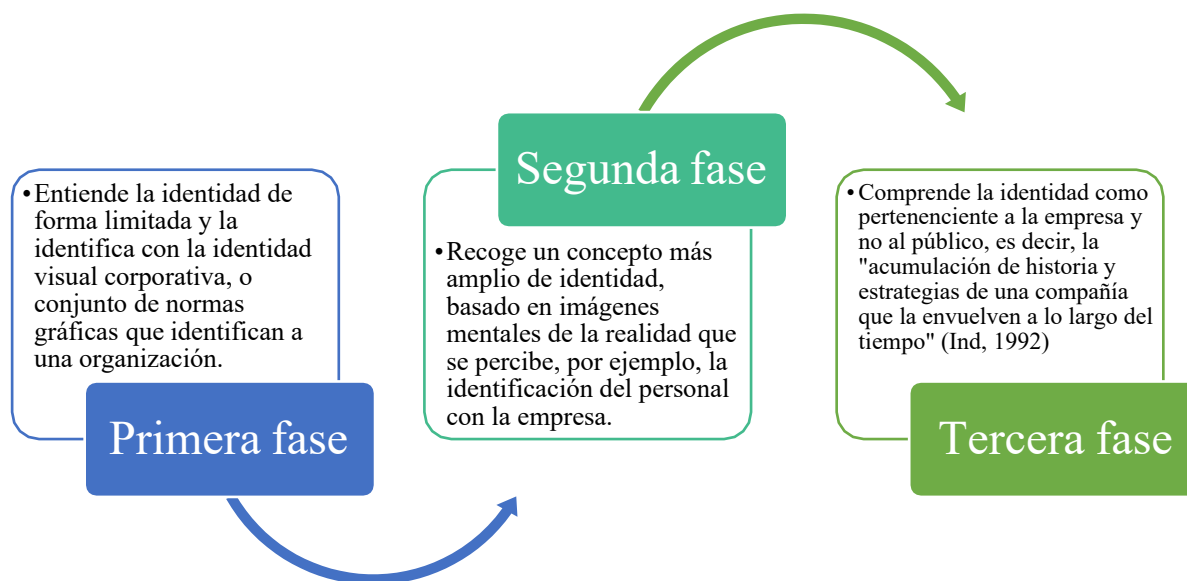 •Entiende la identidad de
forma limitada y la
identifica con la identidad
visual corporativa, o
conjunto de normas
gráficas que identifican a
una organización.
Primera fase
Segunda fase
•Recoge un concepto más
amplio de identidad,
basado en imágenes
mentales de la realidad que
se percibe, por ejemplo, la
identificación del personal
con la empresa.
•Comprende la identidad como
pertenenciente a la empresa y
no al público, es decir, la
"acumulación de historia y
estrategias de una compañía
que la envuelven a lo largo del
tiempo" (Ind, 1992)
Tercera fase